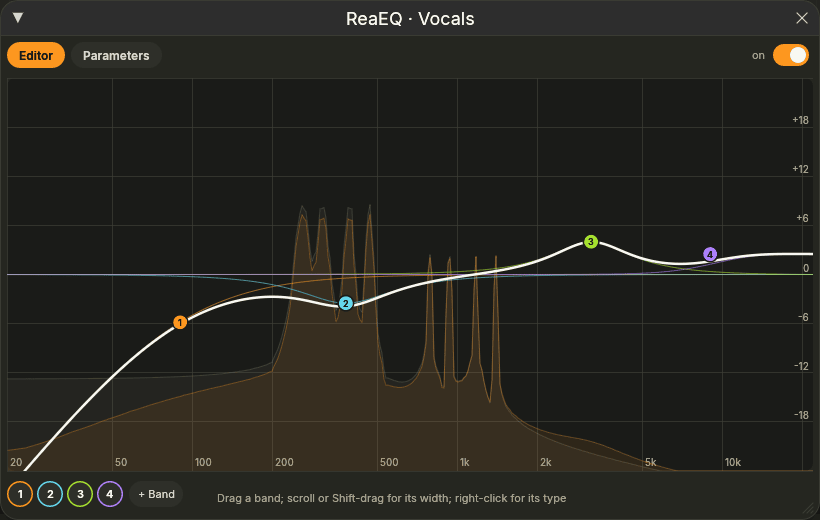 ▼ ReaEQ · Vocals ×
Editor Parameters on
+18
+12
+6
0
-6
-12
-18
20 50 100 200 500 1k 2k 5k 10k
1 2 3 4
1 2 3 4 + Band Drag a band; scroll or Shift-drag for its width; right-click for its type